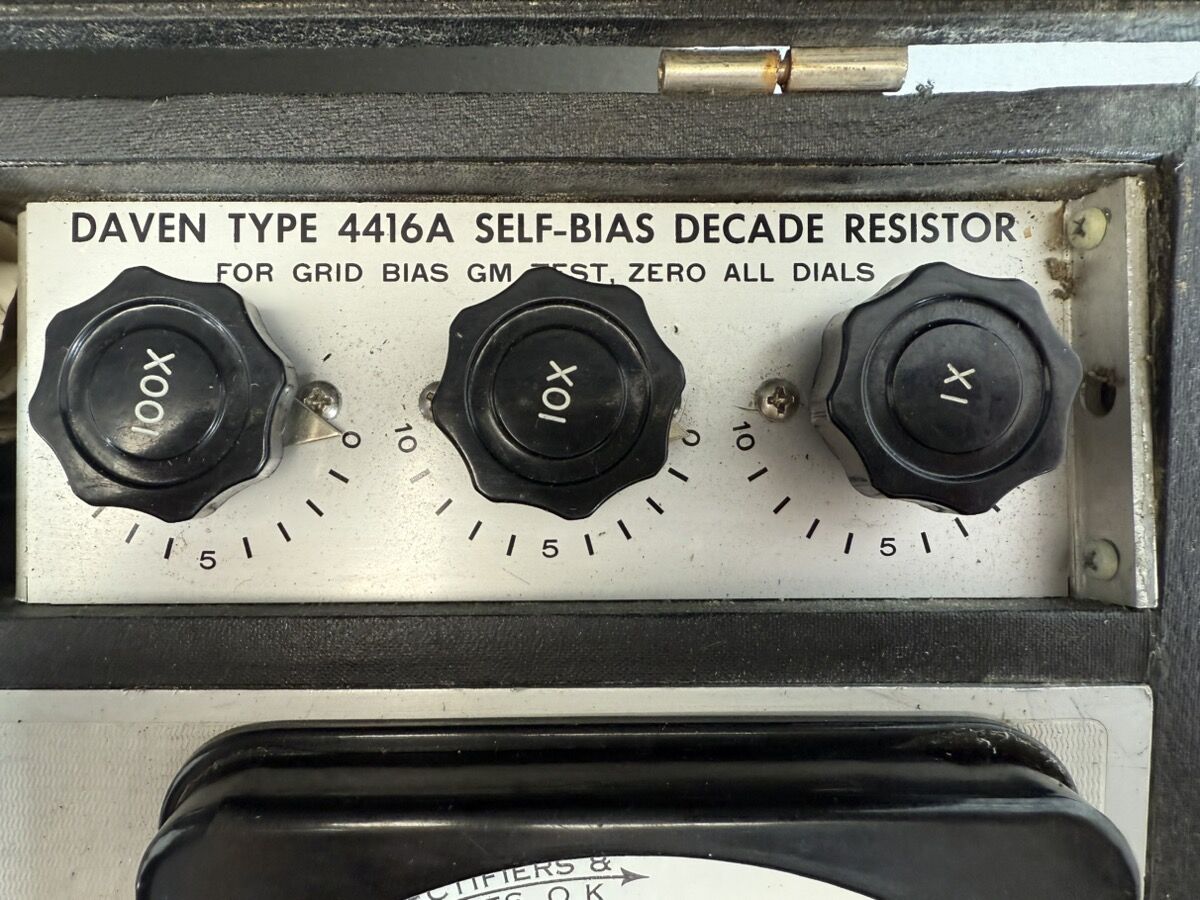 DAVEN TYPE 4416A SELF-BIAS DECADE RESISTOR
FOR GRID BIAS GM TEST, ZERO ALL DIALS
100X
10X
1X
0
10
0
10
5
5
5
&
O.K